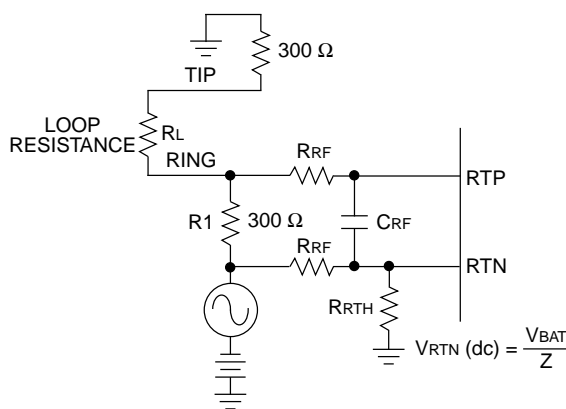 300 Ω
TIP
LOOP
RESISTANCE
RL
RING
RRF
RTP
R1
300 Ω
CRF
RRF
RTN
RRTH
VRTN (dc) = VBAT
Z